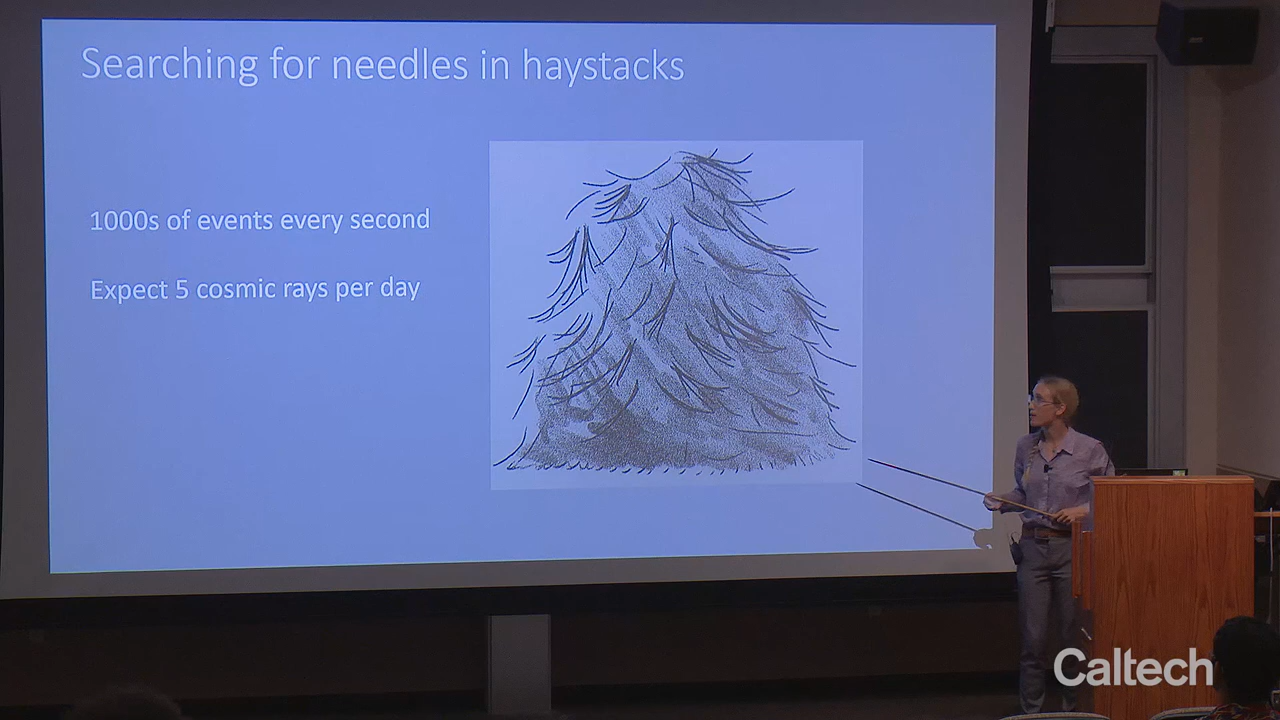 Searching for needles in haystacks
1000s of events every second
Expect 5 cosmic rays per day
Caltech